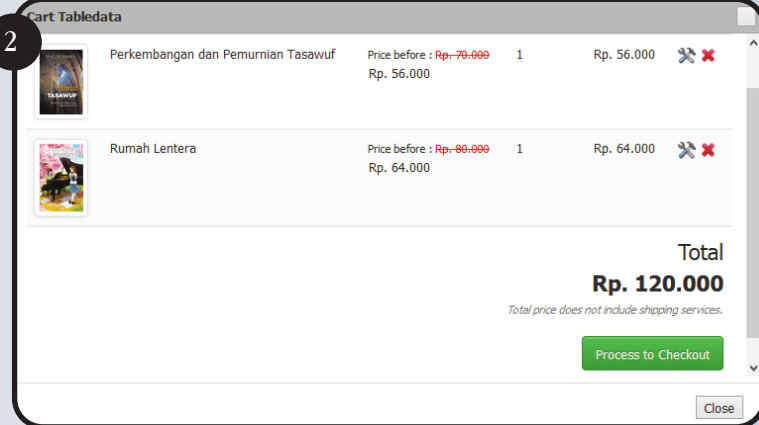 Cart Tabledata
2
Perkembangan dan Pemurnian Tasawuf Price before : Rp. 70.000 1 Rp. 56.000
Rp. 56.000
TASAWUF
Rumah Lentera Price before : Rp. 80.000 1 Rp. 64.000
Rp. 64.000
Total
Rp. 120.000
Total price does not include shipping services.
Process to Checkout
Close